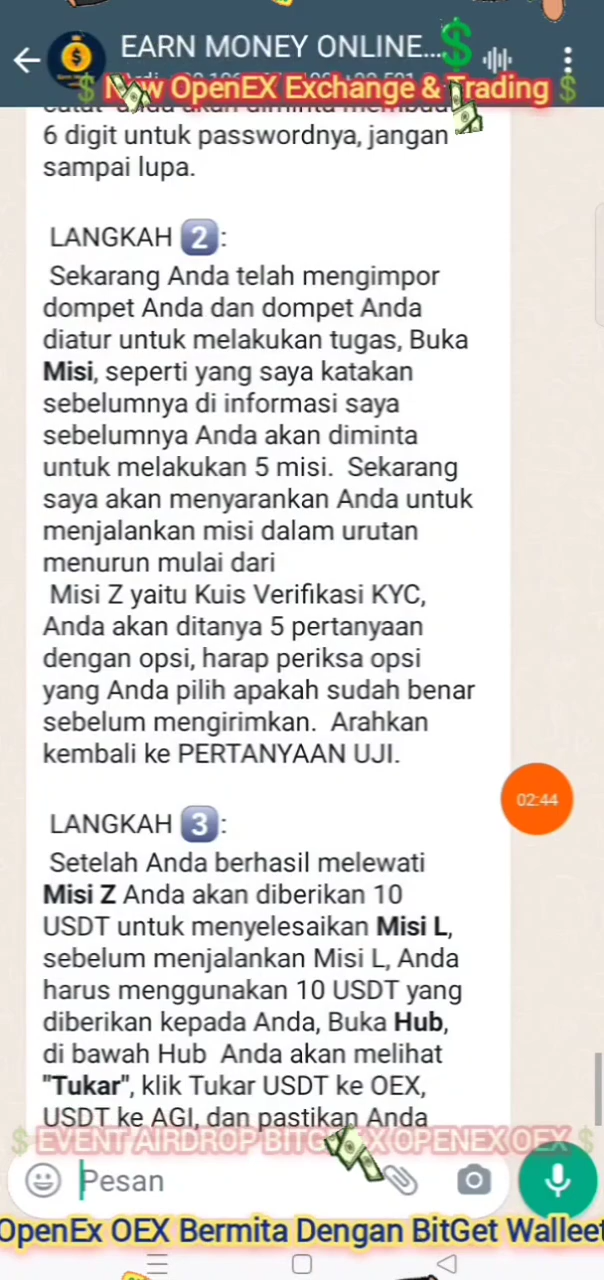 EARN MONEY ONLINE...
$ New OpenEX Exchange & Trading $
6 digit untuk passwordnya, jangan
sampai lupa.
LANGKAH 2:
Sekarang Anda telah mengimpor
dompet Anda dan dompet Anda
diatur untuk melakukan tugas, Buka
Misi, seperti yang saya katakan
sebelumnya di informasi saya
sebelumnya Anda akan diminta
untuk melakukan 5 misi.  Sekarang
saya akan menyarankan Anda untuk
menjalankan misi dalam urutan
menurun mulai dari
Misi Z yaitu Kuis Verifikasi KYC,
Anda akan ditanya 5 pertanyaan
dengan opsi, harap periksa opsi
yang Anda pilih apakah sudah benar
sebelum mengirimkan.  Arahkan
kembali ke PERTANYAAN UJI.
LANGKAH 3:
Setelah Anda berhasil melewati
Misi Z Anda akan diberikan 10
USDT untuk menyelesaikan Misi L,
sebelum menjalankan Misi L, Anda
harus menggunakan 10 USDT yang
diberikan kepada Anda, Buka Hub,
di bawah Hub  Anda akan melihat
"Tukar", klik Tukar USDT ke OEX,
USDT ke AGI, dan pastikan Anda
02:44
$ EVENT AIRDROP OPENEX OEX $
Pesan
OpenEx OEX Bermita Dengan BitGet Walleet